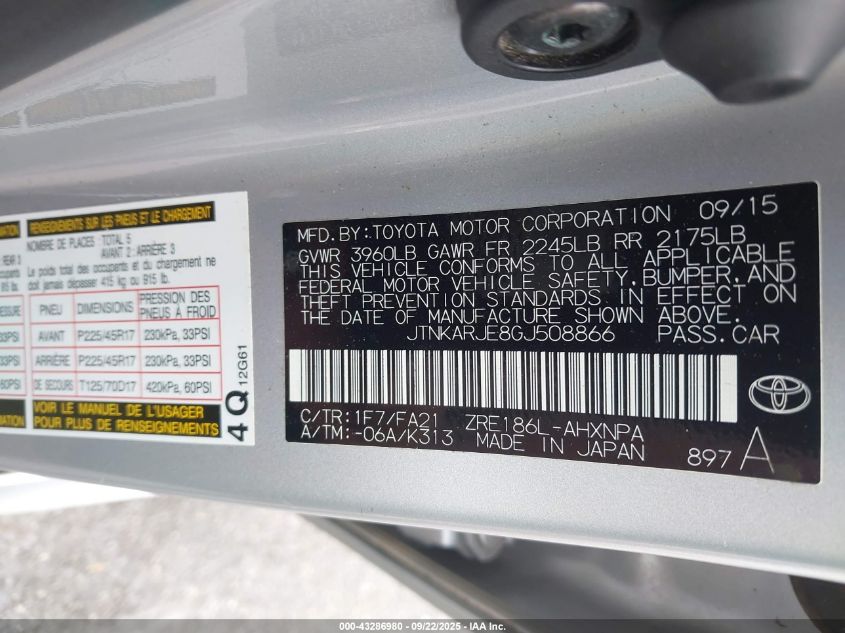 MATION
RENSEIGNEMENTS SUR LES PNEUS ET LE CHARGEMENT
REAR 3
NOMBRE DE PLACES : TOTAL 5
AVANT 2 : ARRIÈRE 3
Le poids total des occupants et du chargement ne
doit jamais dépasser 415 kg ou 915 lb.
PNEU DIMENSIONS PRESSION DES PNEUS À FROID
33PSI AVANT P225/45R17 230kPa, 33PSI
33PSI ARRIÈRE P225/45R17 230kPa, 33PSI
60PSI DE SECOURS T125/70D17 420kPa, 60PSI
VOIR LE MANUEL DE L'USAGER
POUR PLUS DE RENSEIGNEMENTS
4Q 12G61
MFD. BY: TOYOTA MOTOR CORPORATION 09/15
GVWR 3960LB GAWR FR 2245LB RR 2175LB
THIS VEHICLE CONFORMS TO ALL APPLICABLE
FEDERAL MOTOR VEHICLE SAFETY, BUMPER, AND
THEFT PREVENTION STANDARDS IN EFFECT ON
THE DATE OF MANUFACTURE SHOWN ABOVE.
JTNKARJE8GJ508866 PASS.CAR
C/TR: 1F7/FA21 ZRE186L-AHXNPA
A/TM: -06A/K313 MADE IN JAPAN 897 A
000-43286980 - 09/22/2025 - IAA Inc.